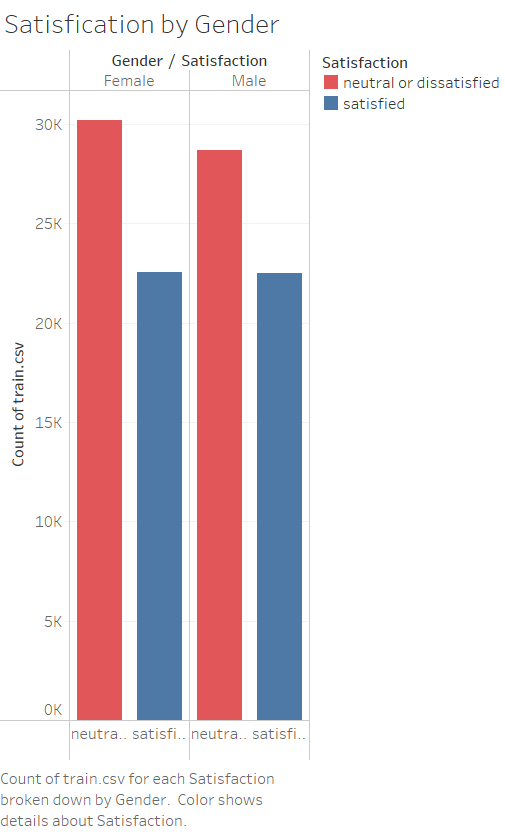 Satisfication by Gender
Gender / Satisfaction
Female Male
Satisfaction
neutral or dissatisfied
satisfied
30K
25K
20K
15K
10K
5K
0K
Count of train.csv
neutra.. satisfi.. neutra.. satisfi..
Count of train.csv for each Satisfaction
broken down by Gender. Color shows
details about Satisfaction.